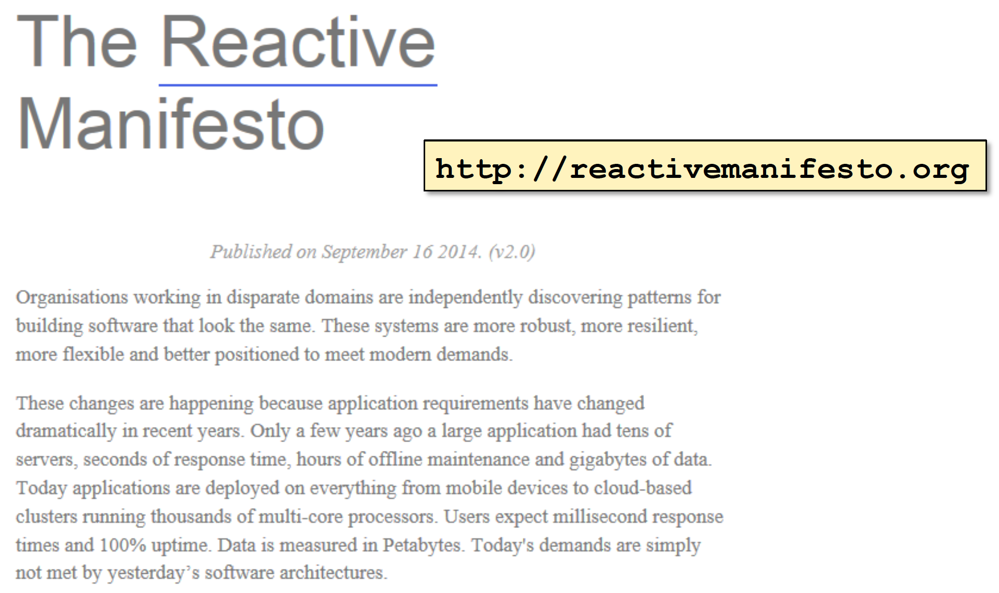 The Reactive
Manifesto
http://reactivemanifesto.org
Published on September 16 2014. (v2.0)
Organisations working in disparate domains are independently discovering patterns for
building software that look the same. These systems are more robust, more resilient,
more flexible and better positioned to meet modern demands.
These changes are happening because application requirements have changed
dramatically in recent years. Only a few years ago a large application had tens of
servers, seconds of response time, hours of offline maintenance and gigabytes of data.
Today applications are deployed on everything from mobile devices to cloud-based
clusters running thousands of multi-core processors. Users expect millisecond response
times and 100% uptime. Data is measured in Petabytes. Today's demands are simply
not met by yesterday’s software architectures.